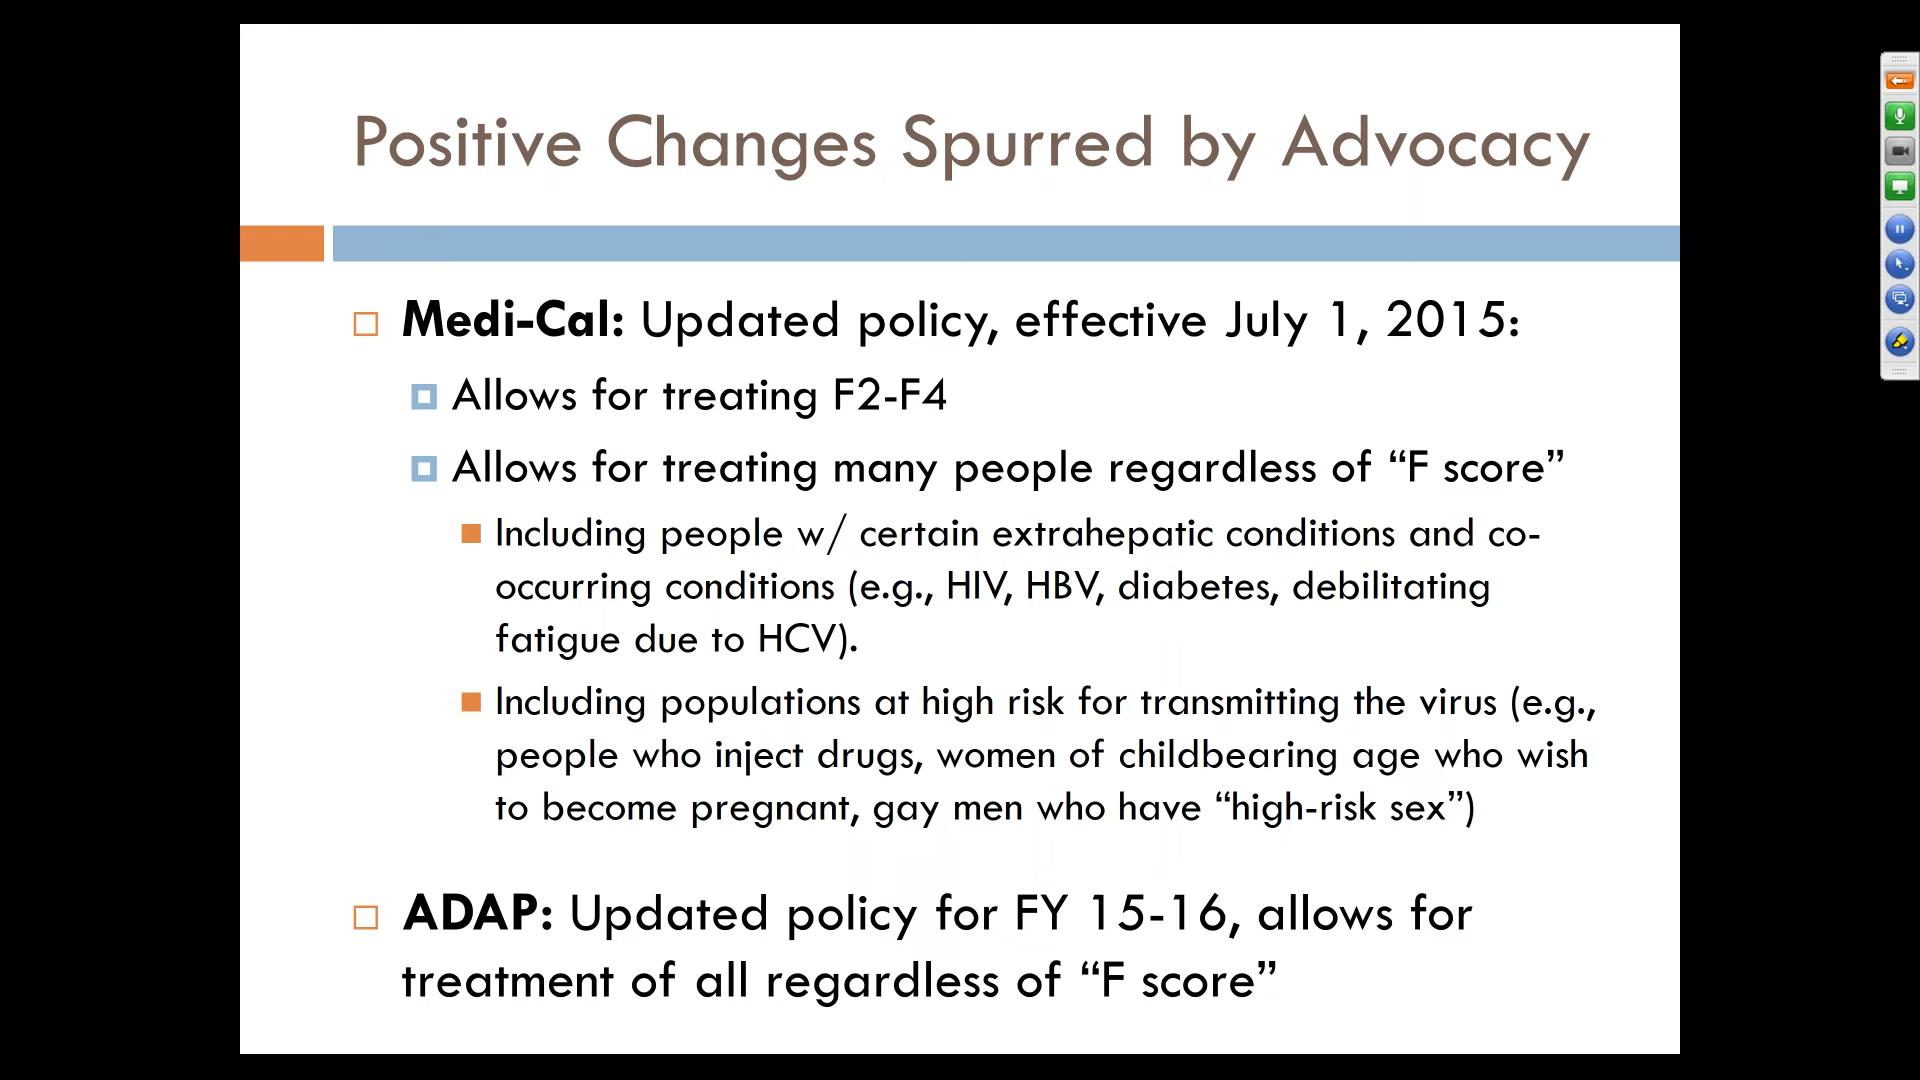 Positive Changes Spurred by Advocacy
Medi-Cal: Updated policy, effective July 1, 2015:
Allows for treating F2-F4
Allows for treating many people regardless of “F score”
Including people w/ certain extrahepatic conditions and co-
occurring conditions (e.g., HIV, HBV, diabetes, debilitating
fatigue due to HCV).
Including populations at high risk for transmitting the virus (e.g.,
people who inject drugs, women of childbearing age who wish
to become pregnant, gay men who have “high-risk sex”)
ADAP: Updated policy for FY 15-16, allows for
treatment of all regardless of “F score”